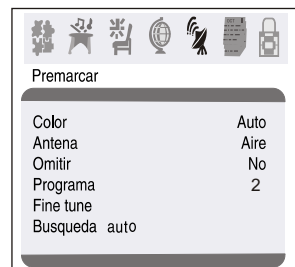 Premarcar
Color Auto
Antena Aire
Omitir No
Programa 2
Fine tune
Busqueda auto